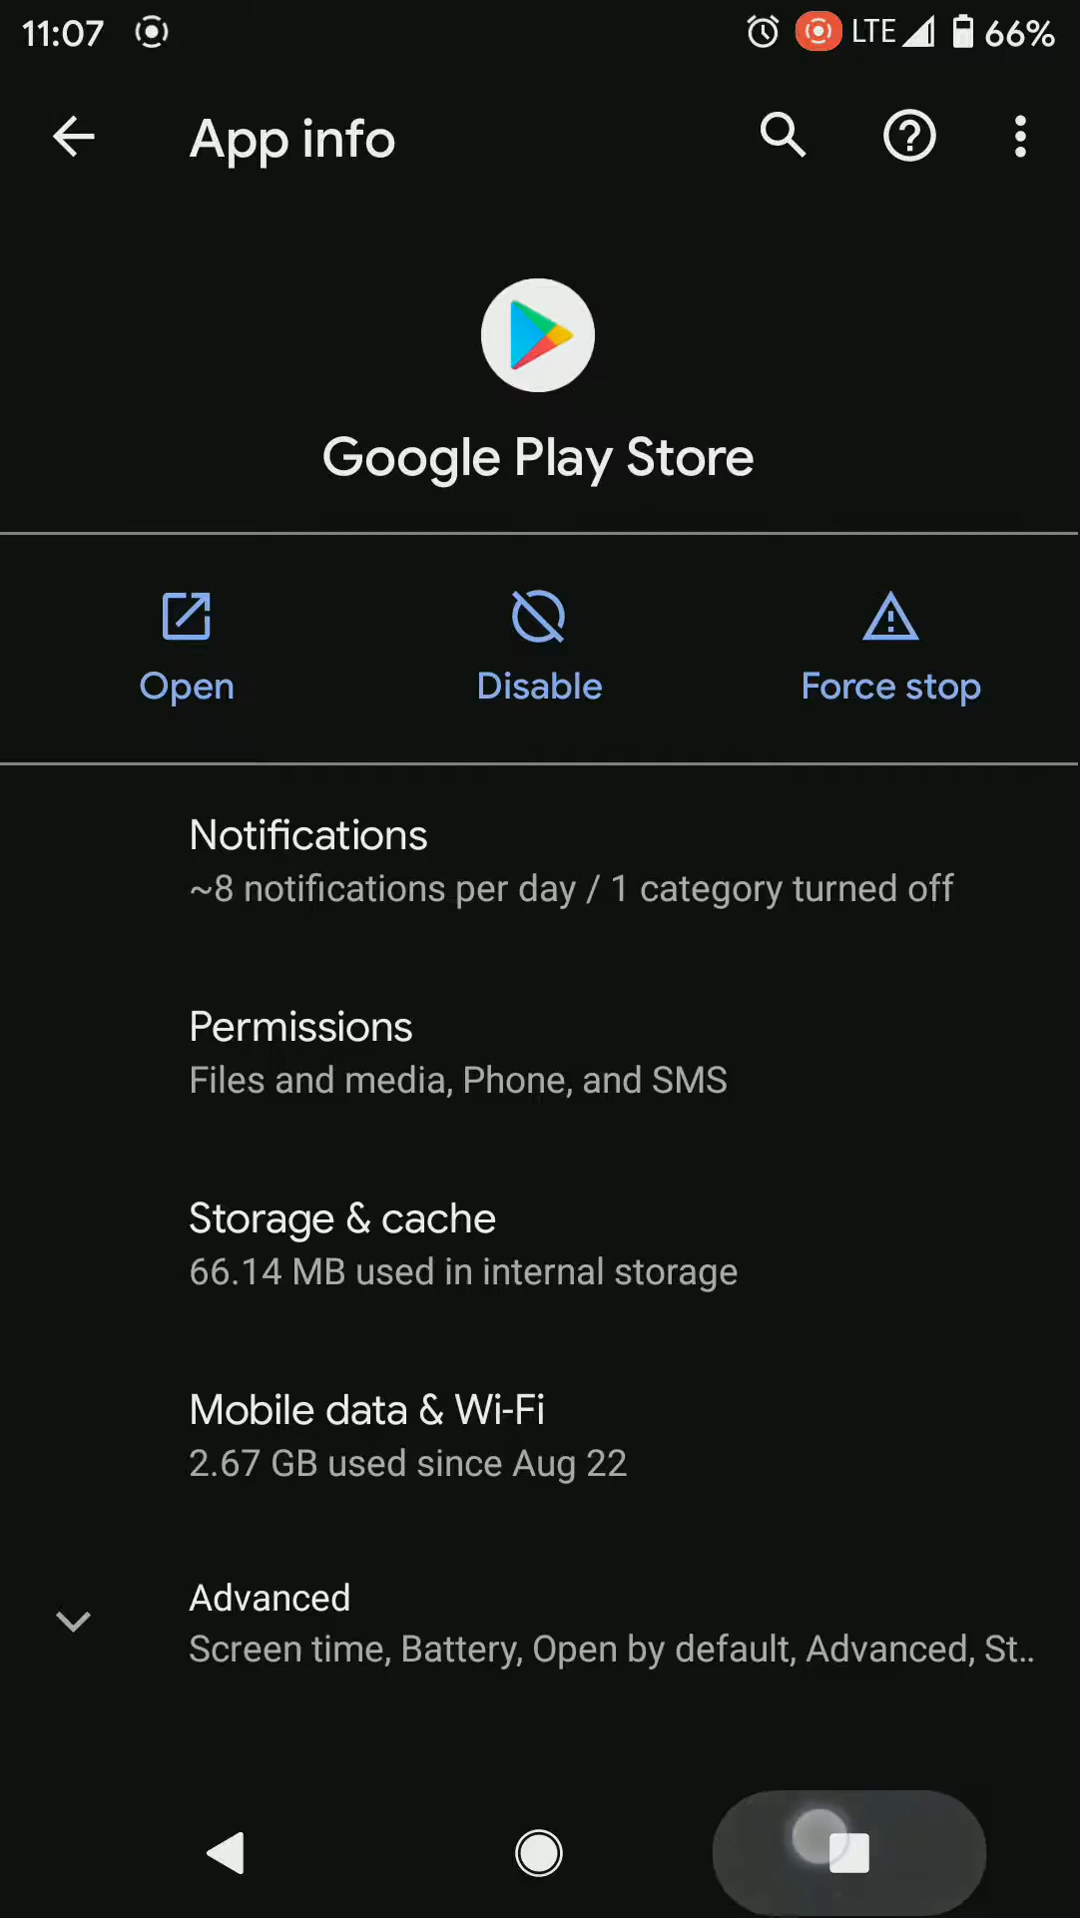 11:07 LTE 66%
App info
Google Play Store
Open Disable Force stop
Notifications
~8 notifications per day / 1 category turned off
Permissions
Files and media, Phone, and SMS
Storage & cache
66.14 MB used in internal storage
Mobile data & Wi-Fi
2.67 GB used since Aug 22
Advanced
Screen time, Battery, Open by default, Advanced, St..